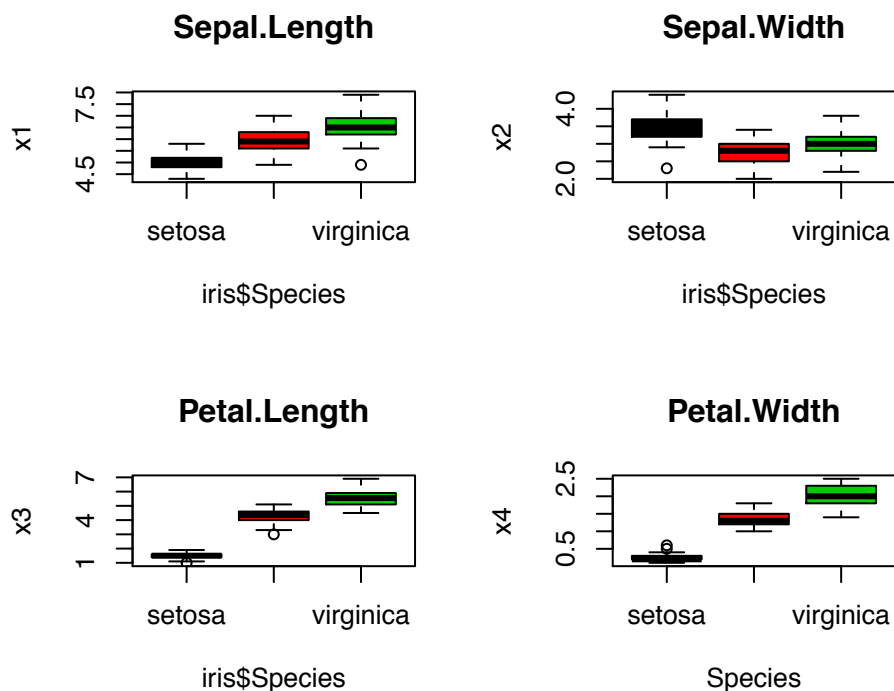 Sepal.Length
x1
4.5 7.5
setosa virginica
iris$Species
Sepal.Width
x2
2.0 4.0
setosa virginica
iris$Species
Petal.Length
x3
1 4 7
setosa virginica
iris$Species
Petal.Width
x4
0.5 2.5
setosa virginica
Species